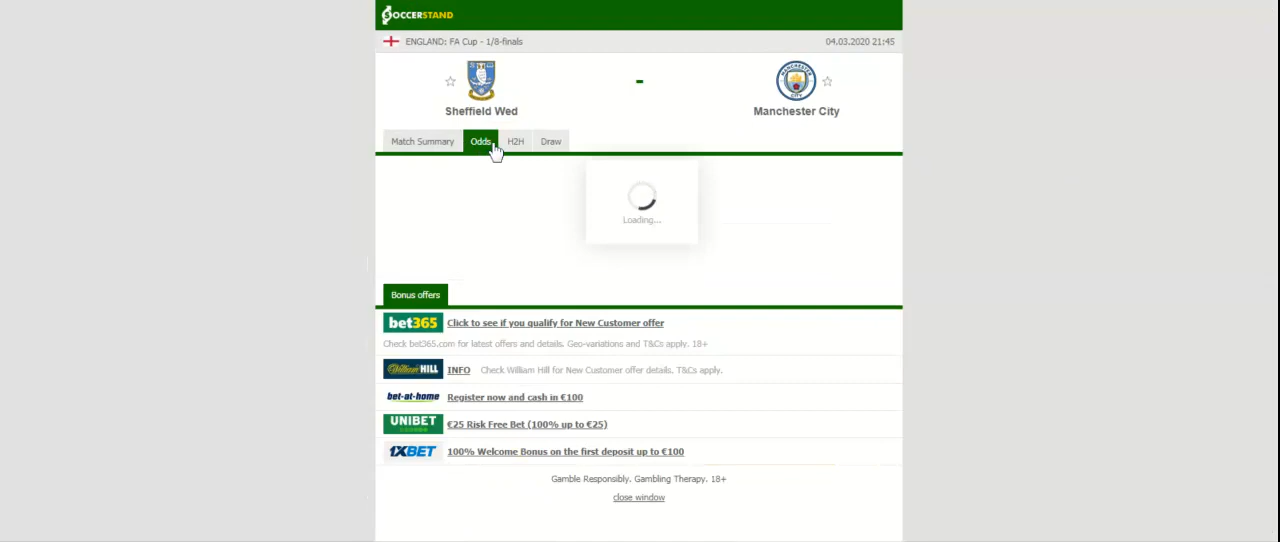 SOCCERSTAND
ENGLAND: FA Cup - 1/8-finals 04.03.2020 21:45
-
Sheffield Wed Manchester City
Match Summary Odds H2H Draw
Loading...
Bonus offers
bet365 Click to see if you qualify for New Customer offer
Check bet365.com for latest offers and details. Geo-variations and T&Cs apply. 18+
William HILL INFO Check William Hill for New Customer offer details. T&Cs apply.
bet-at-home Register now and cash in €100
UNIBET €25 Risk Free Bet (100% up to €25)
1XBET 100% Welcome Bonus on the first deposit up to €100
Gamble Responsibly. Gambling Therapy. 18+
close window